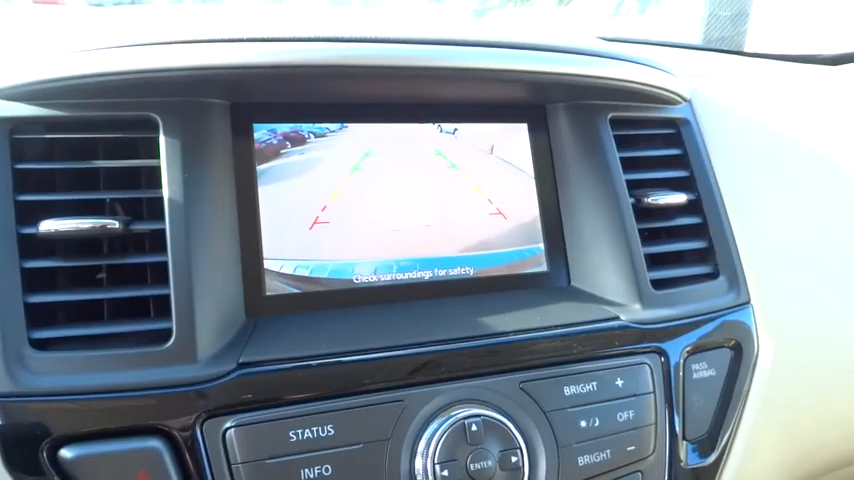 Check surroundings for safety.
PASS
AIRBAG
BRIGHT +
STATUS
OFF
INFO
BRIGHT −
ENTER